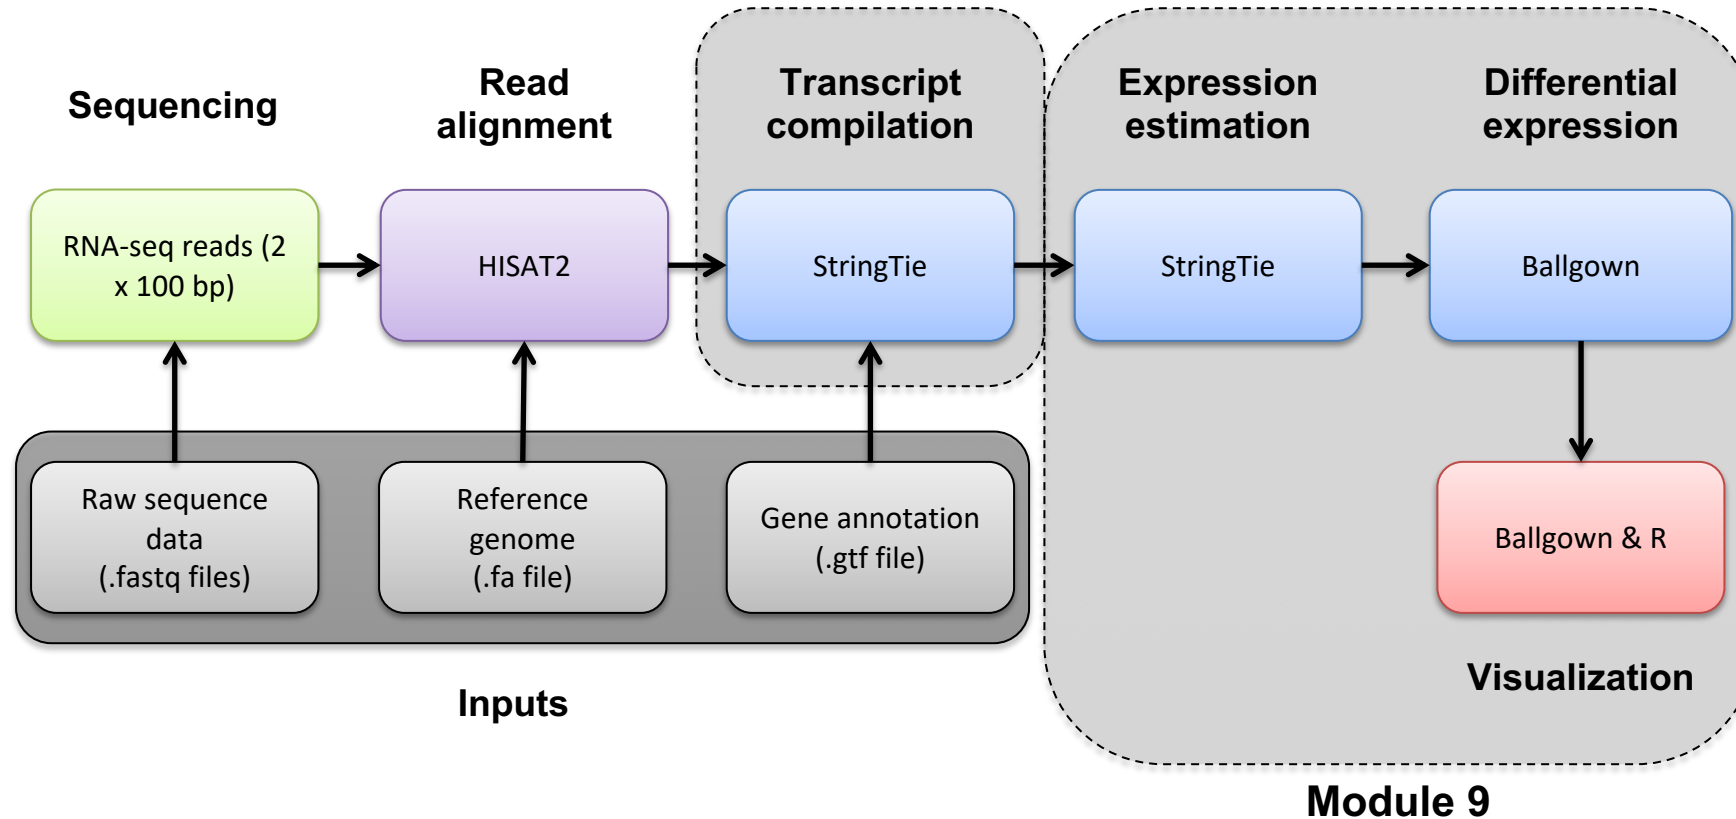 Sequencing
Read
alignment
Transcript
compilation
Expression
estimation
Differential
expression
RNA-seq reads (2
x 100 bp)
HISAT2
StringTie
StringTie
Ballgown
Raw sequence
data
(.fastq files)
Reference
genome
(.fa file)
Gene annotation
(.gtf file)
Ballgown & R
Inputs
Visualization
Module 9